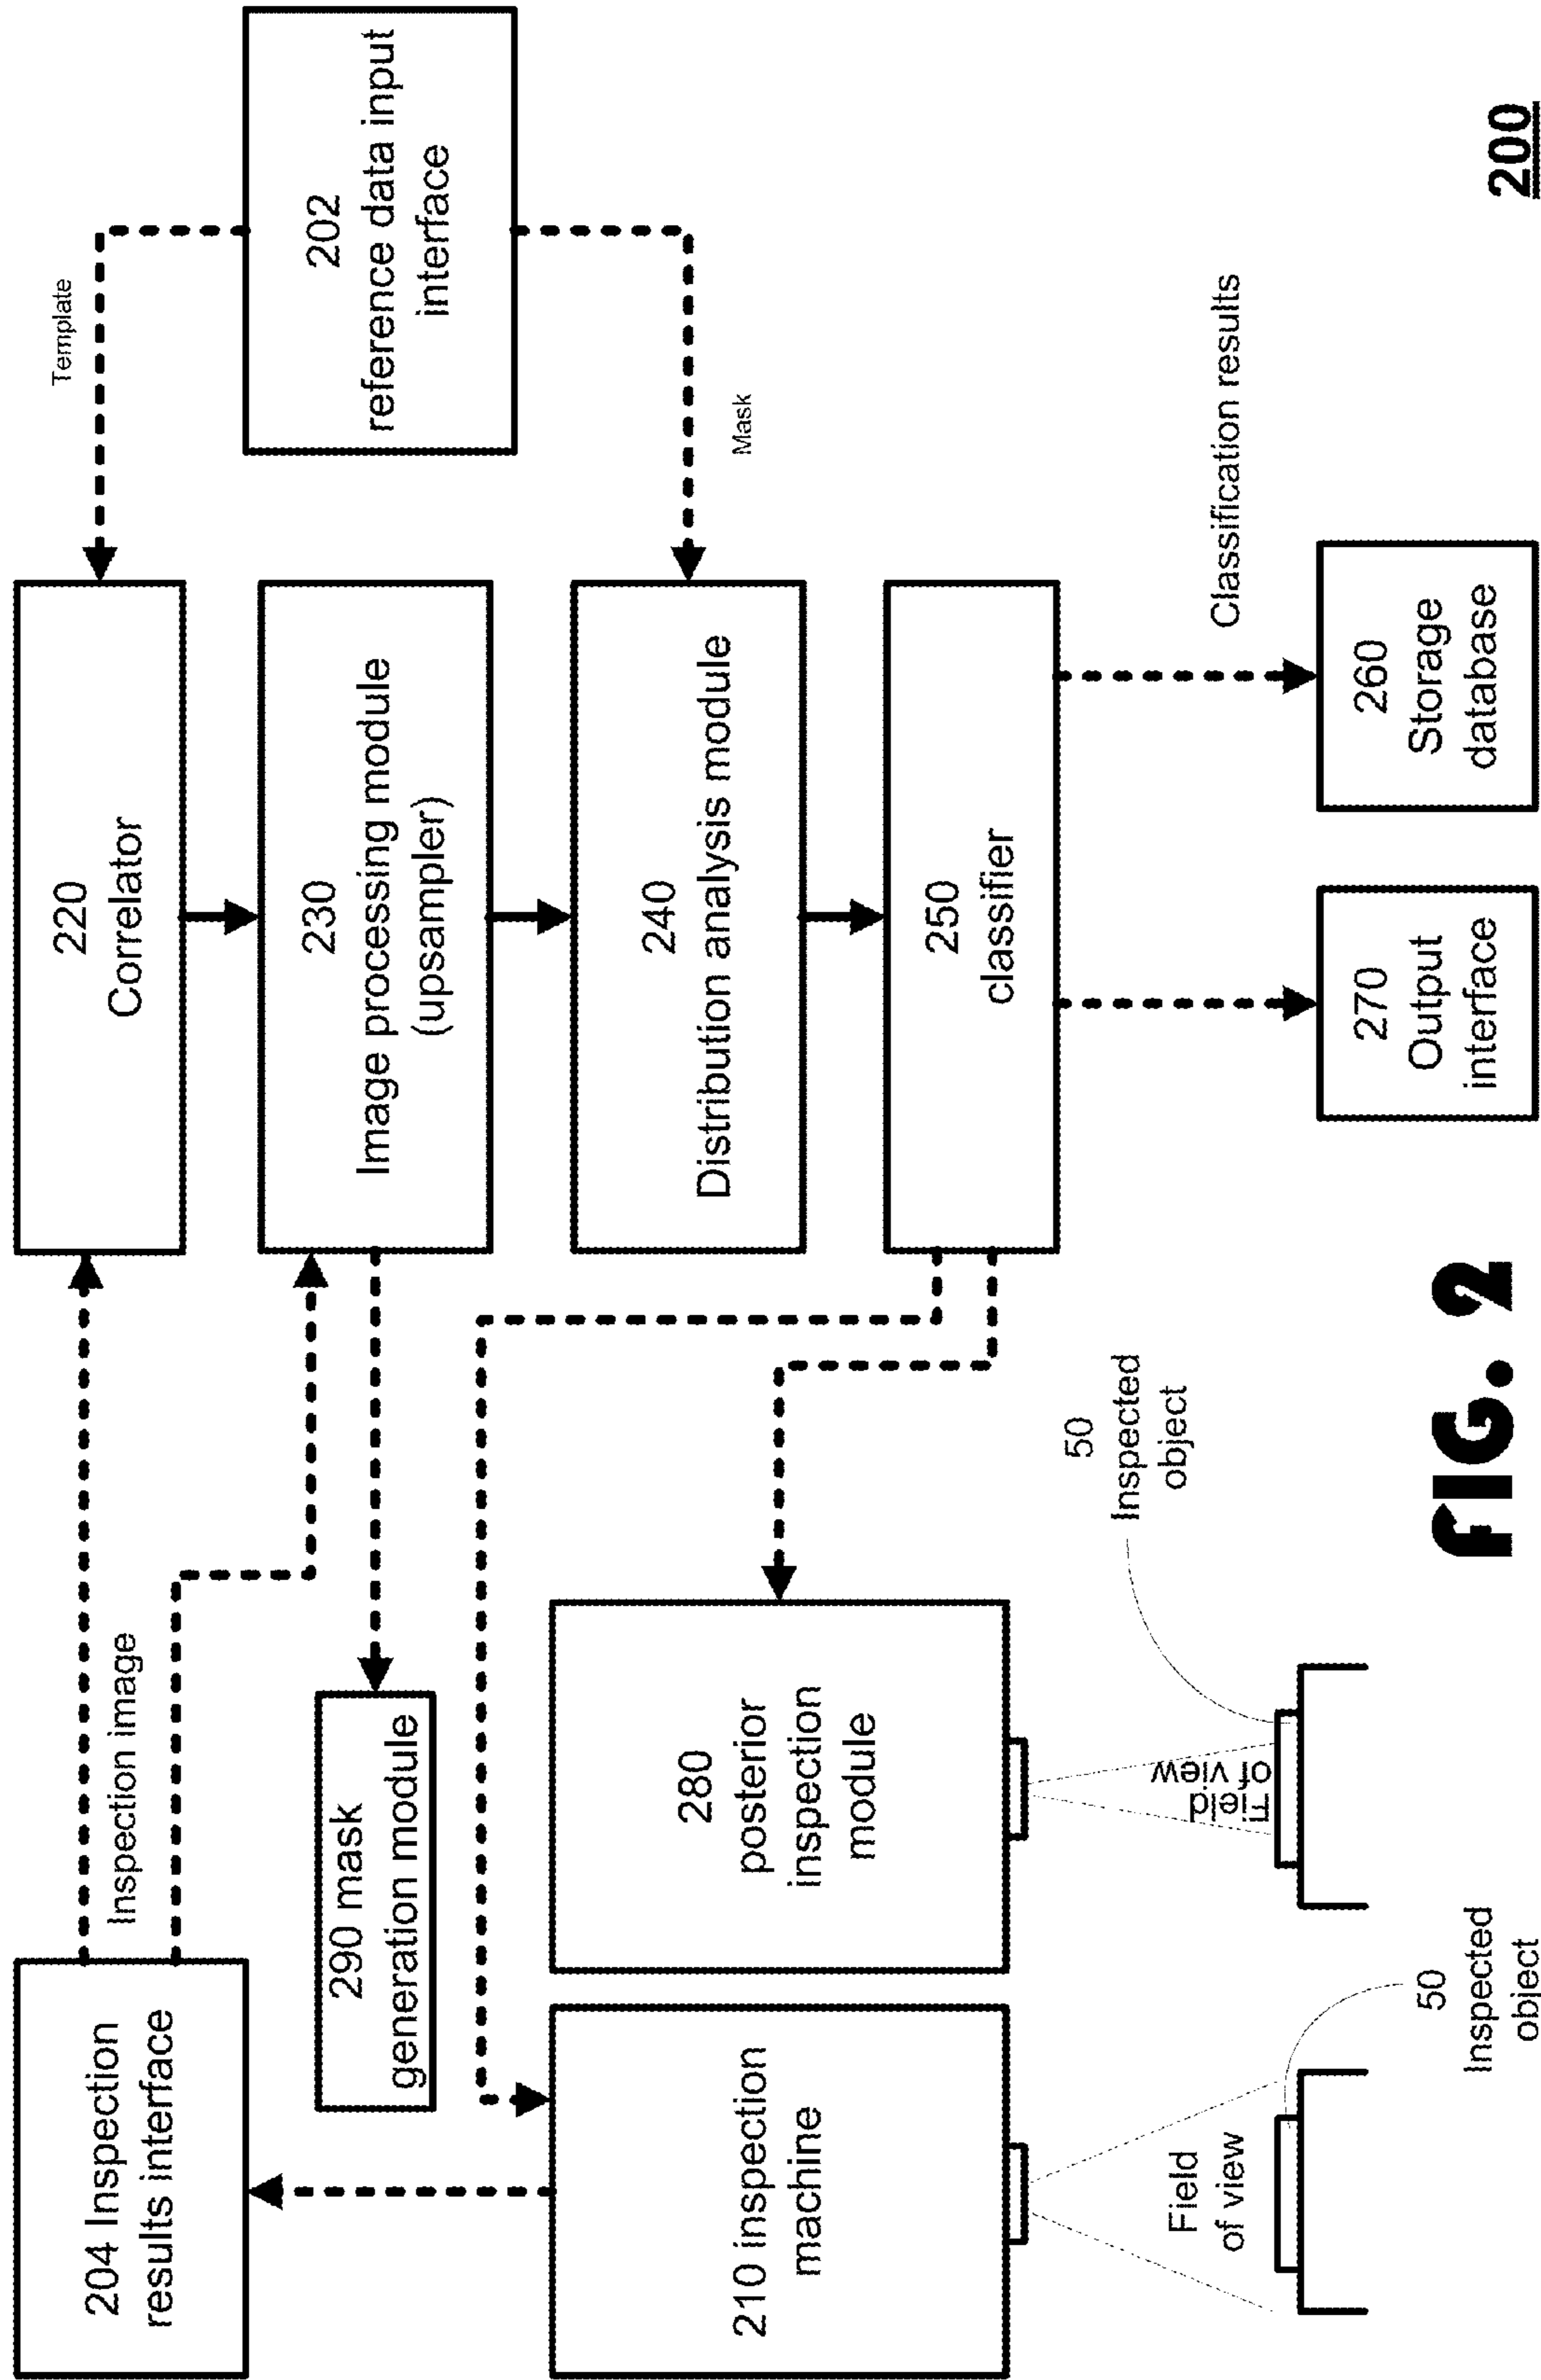 204 Inspection
results interface
Inspection image
220
Correlator
Template
202
reference data input
interface
230
Image processing module
(upsampler)
290 mask
generation module
240
Distribution analysis module
Mask
210 inspection
machine
280
posterior
inspection
module
250
classifier
Field
of view
50
Inspected
object
Field
of view
50
Inspected
object
Classification results
270
Output
interface
260
Storage
database
FIG. 2
200